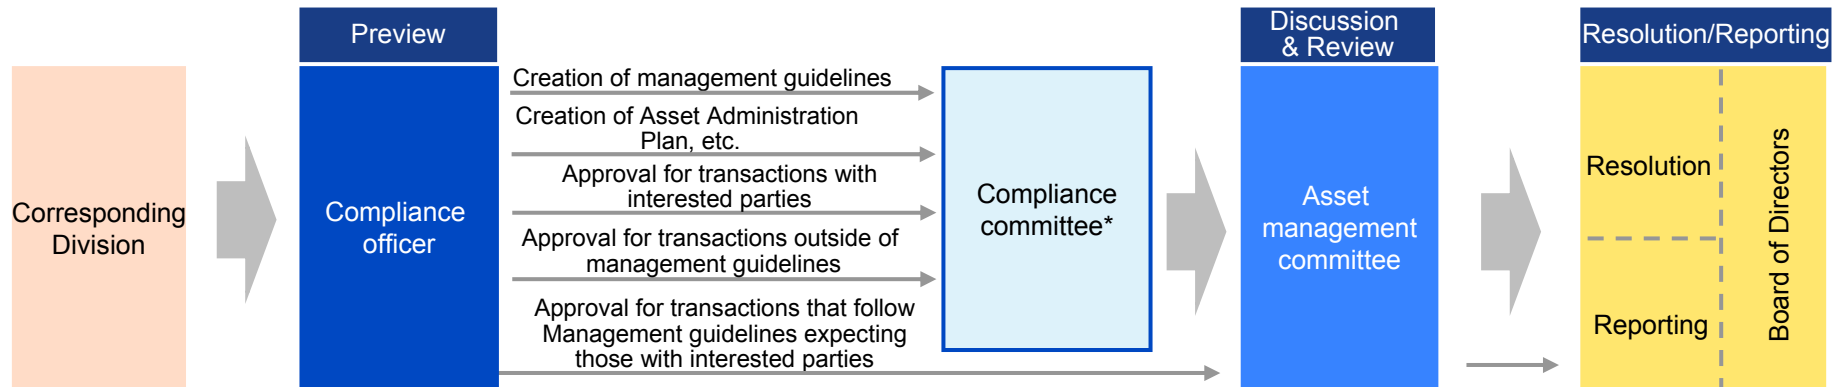 Preview
Discussion
& Review
Resolution/Reporting
Corresponding
Division
Compliance
officer
Creation of management guidelines
Creation of Asset Administration
Plan, etc.
Approval for transactions with
interested parties
Approval for transactions outside of
management guidelines
Approval for transactions that follow
Management guidelines expecting
those with interested parties
Compliance
committee*
Asset
management
committee
Resolution
Reporting
Board of Directors